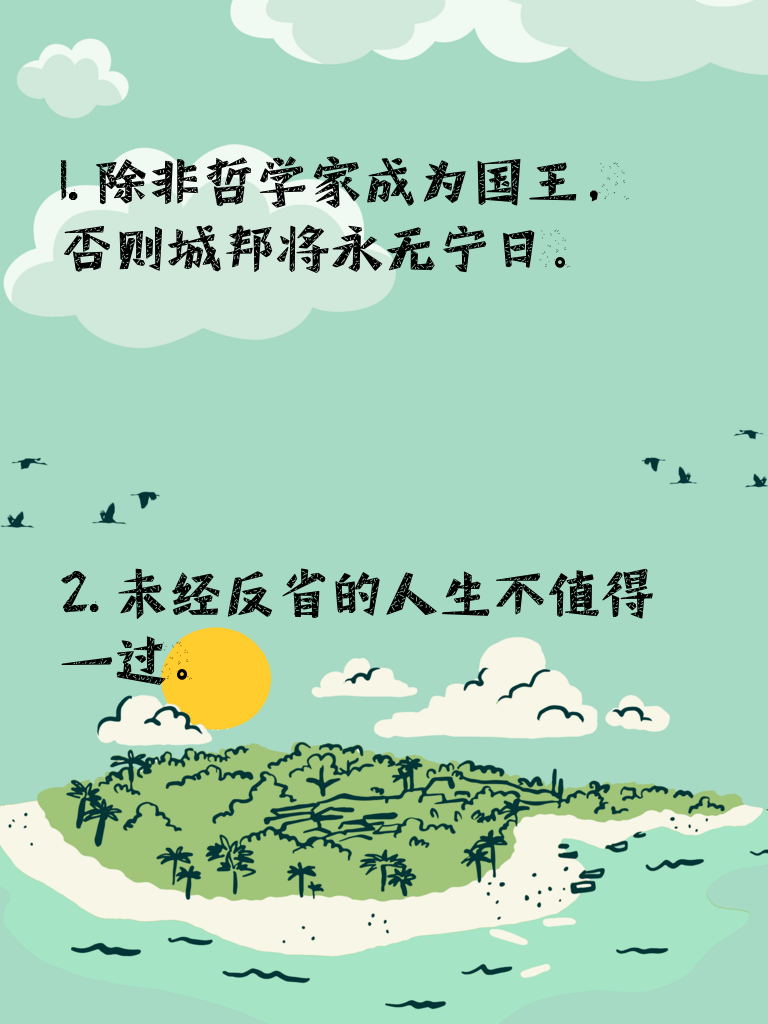 1. 除非哲学家成为国王，
否则城邦将永无宁日。
2. 未经反省的人生不值得
一过。